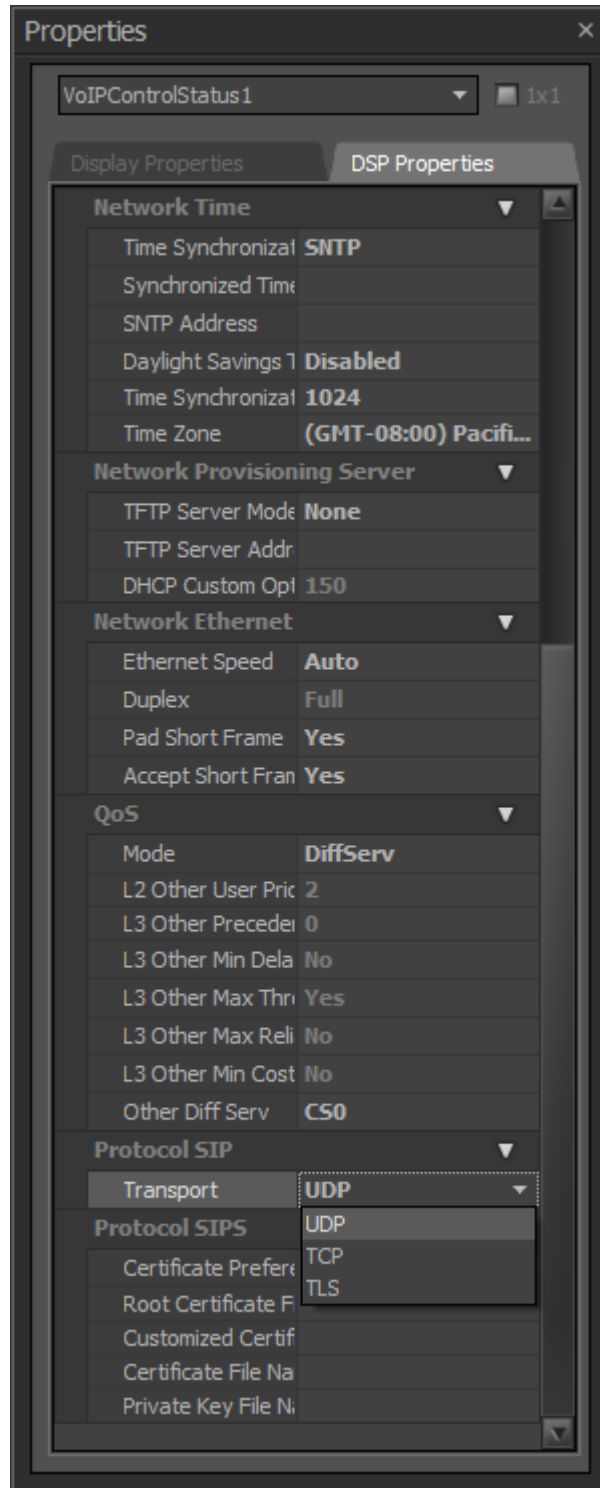 Properties
VoIPControlStatus1 1x1
Display Properties DSP Properties
Network Time
Time Synchronizat SNTP
Synchronized Time
SNTP Address
Daylight Savings T Disabled
Time Synchronizat 1024
Time Zone (GMT-08:00) Pacifi...
Network Provisioning Server
TFTP Server Mode None
TFTP Server Addr
DHCP Custom Opt 150
Network Ethernet
Ethernet Speed Auto
Duplex Full
Pad Short Frame Yes
Accept Short Fran Yes
QoS
Mode DiffServ
L2 Other User Pric 2
L3 Other Preceder 0
L3 Other Min Dela No
L3 Other Max Thr Yes
L3 Other Max Reli No
L3 Other Min Cost No
Other Diff Serv CS0
Protocol SIP
Transport UDP
Protocol SIPS UDP
TCP
Certificate Prefere
TLS
Root Certificate F
Customized Certif
Certificate File Na
Private Key File N